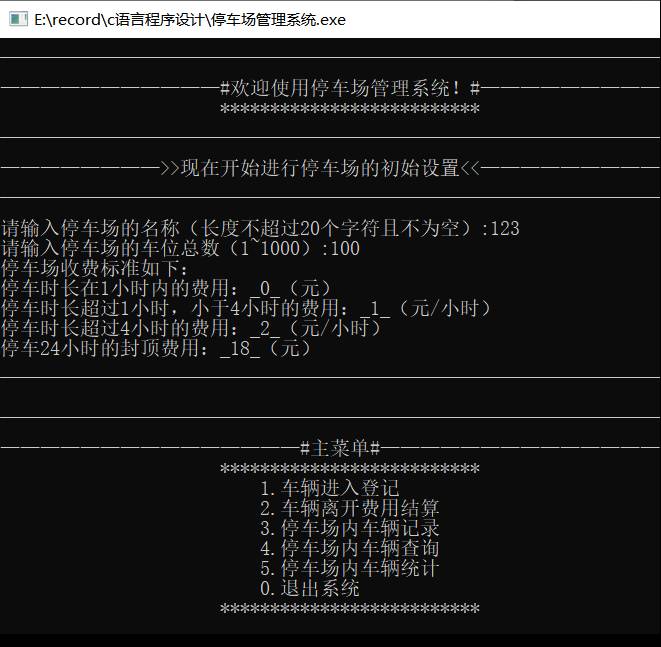 E:\record\c语言程序设计\停车场管理系统.exe
————————————#欢迎使用停车场管理系统！#————————————
**************************
————————>>现在开始进行停车场的初始设置<<————————
请输入停车场的名称（长度不超过20个字符且不为空）:123
请输入停车场的车位总数（1~1000）:100
停车场收费标准如下：
停车时长在1小时内的费用：_0_（元）
停车时长超过1小时，小于4小时的费用：_1_（元/小时）
停车时长超过4小时的费用：_2_（元/小时）
停车24小时的封顶费用：_18_（元）
———————————————#主菜单#———————————————
**************************
1.车辆进入登记
2.车辆离开费用结算
3.停车场内车辆记录
4.停车场内车辆查询
5.停车场内车辆统计
0.退出系统
**************************